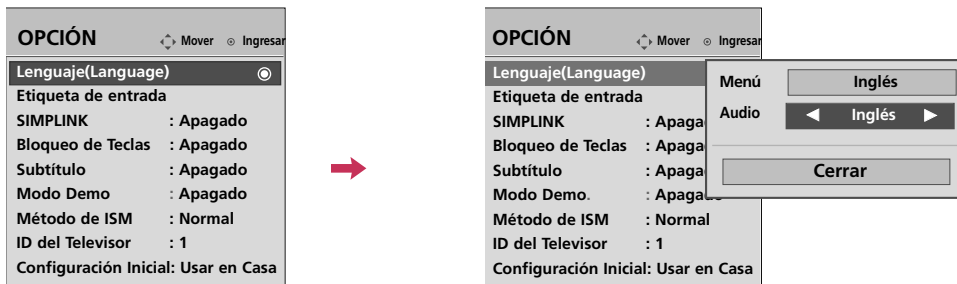 OPCIÓN Mover Ingresar
Lenguaje(Language)
Etiqueta de entrada
SIMPLINK : Apagado
Bloqueo de Teclas : Apagado
Subtítulo : Apagado
Modo Demo : Apagado
Método de ISM : Normal
ID del Televisor : 1
Configuración Inicial: Usar en Casa
OPCIÓN Mover Ingresar
Lenguaje(Language)
Etiqueta de entrada
SIMPLINK : Apaga
Bloqueo de Teclas : Apaga
Subtítulo : Apaga
Modo Demo. : Apaga
Método de ISM : Normal
ID del Televisor : 1
Configuración Inicial: Usar en Casa
Menú Inglés
Audio ◀ Inglés ▶
Cerrar